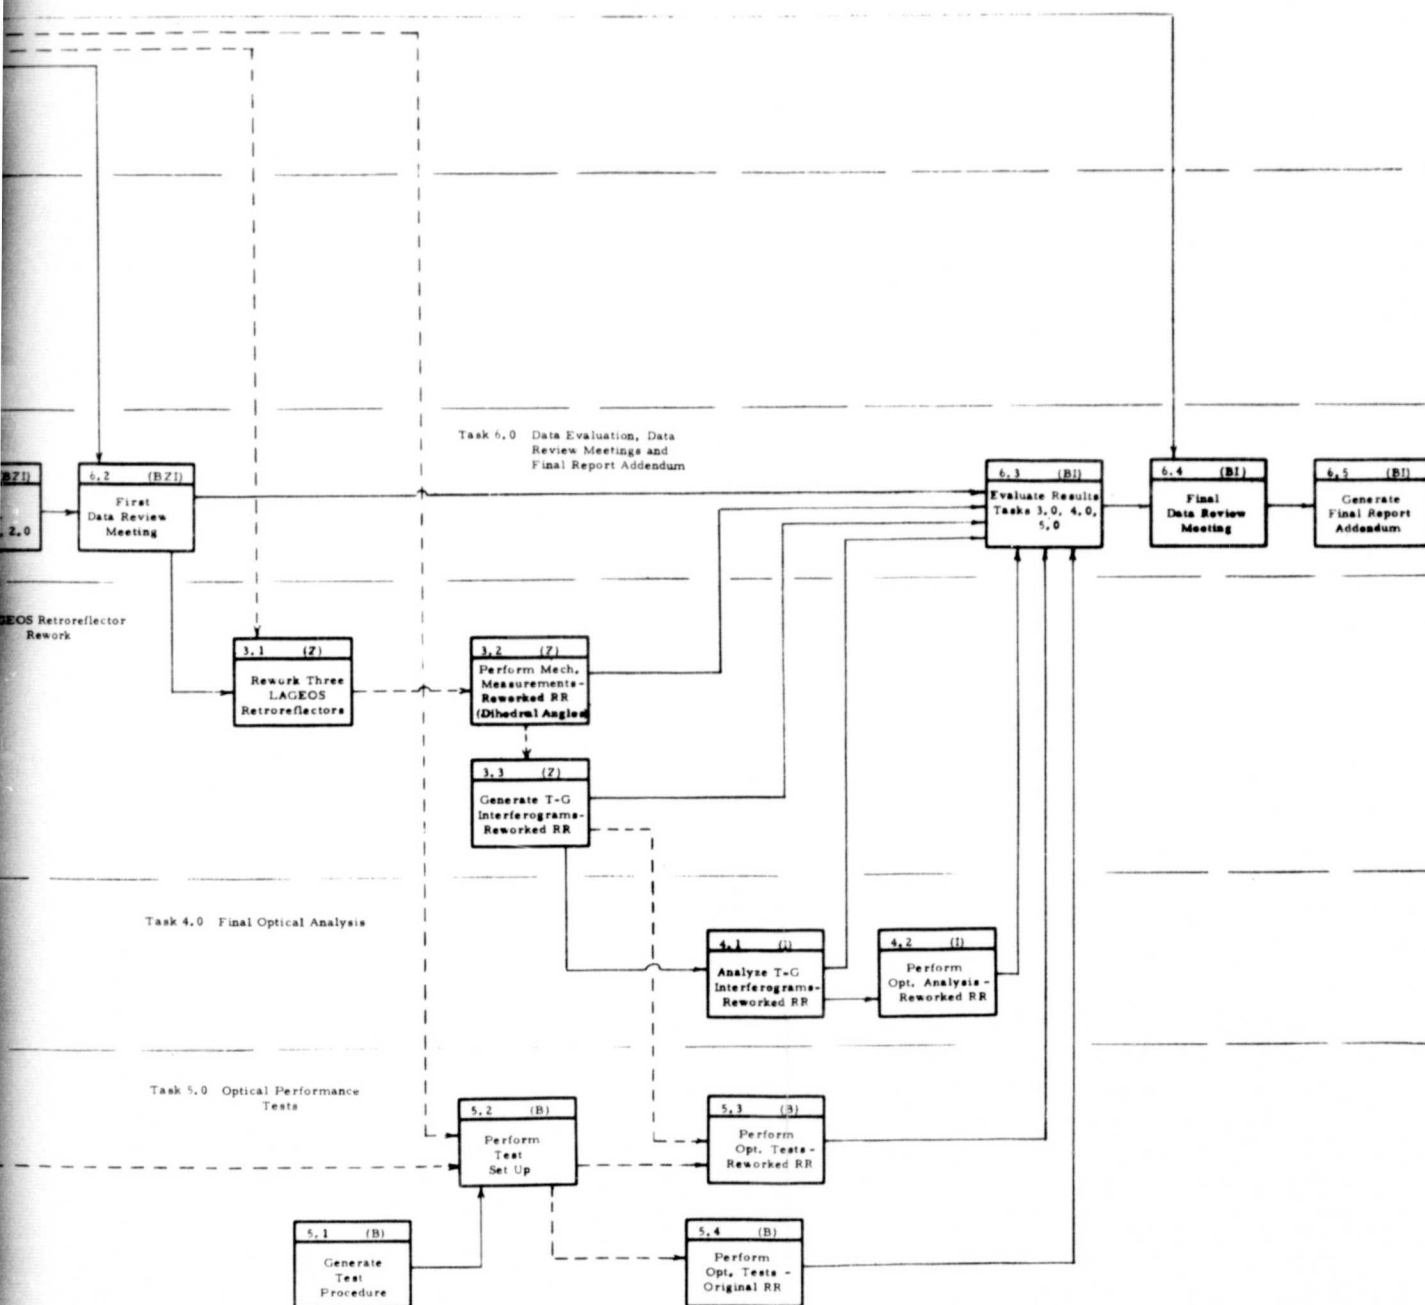 Task 6.0 Data Evaluation, Data
Review Meetings and
Final Report Addendum
(BZI)
2.0
6.2 (BZI)
First
Data Review
Meeting
6.3 (BI)
Evaluate Results
Tasks 3.0, 4.0,
5.0
6.4 (BI)
Final
Data Review
Meeting
6.5 (BI)
Generate
Final Report
Addendum
GEOS Retroreflector
Rework
3.1 (Z)
Rework Three
LAGEOS
Retroreflectors
3.2 (Z)
Perform Mech.
Measurements-
Reworked RR
(Dihedral Angles)
3.3 (Z)
Generate T-G
Interferograms-
Reworked RR
Task 4.0 Final Optical Analysis
4.1 (I)
Analyze T-G
Interferograms-
Reworked RR
4.2 (I)
Perform
Opt. Analysis -
Reworked RR
Task 5.0 Optical Performance
Tests
5.2 (B)
Perform
Test
Set Up
5.3 (B)
Perform
Opt. Tests -
Reworked RR
5.1 (B)
Generate
Test
Procedure
5.4 (B)
Perform
Opt. Tests -
Original RR